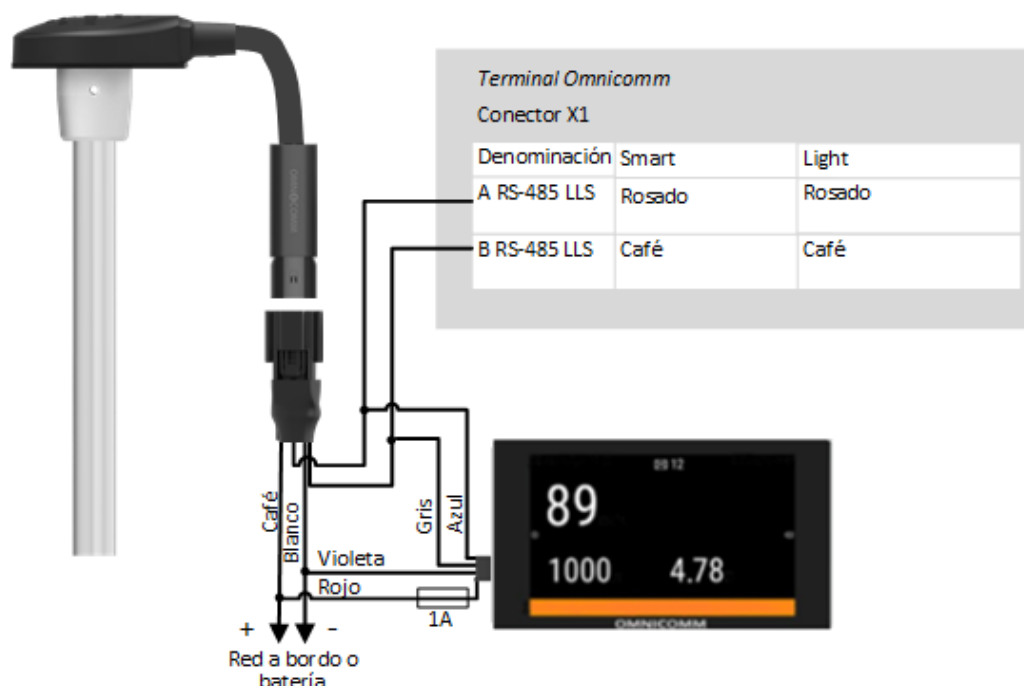 Terminal Omnicomm
Conector X1
Denominación Smart Light
A RS-485 LLS Rosado Rosado
B RS-485 LLS Café Café
OMNICOMM
89
1000 4.78
OMNICOMM
Café
Blanco
Gris
Azul
Violeta
Rojo
1A
+ -
Red a bordo o
batería